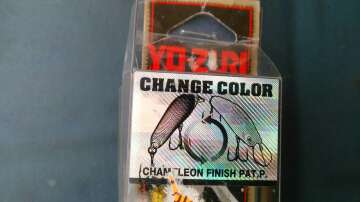 YO-ZURI
CHANGE COLOR
CHAMELEON FINISH PAT.P.